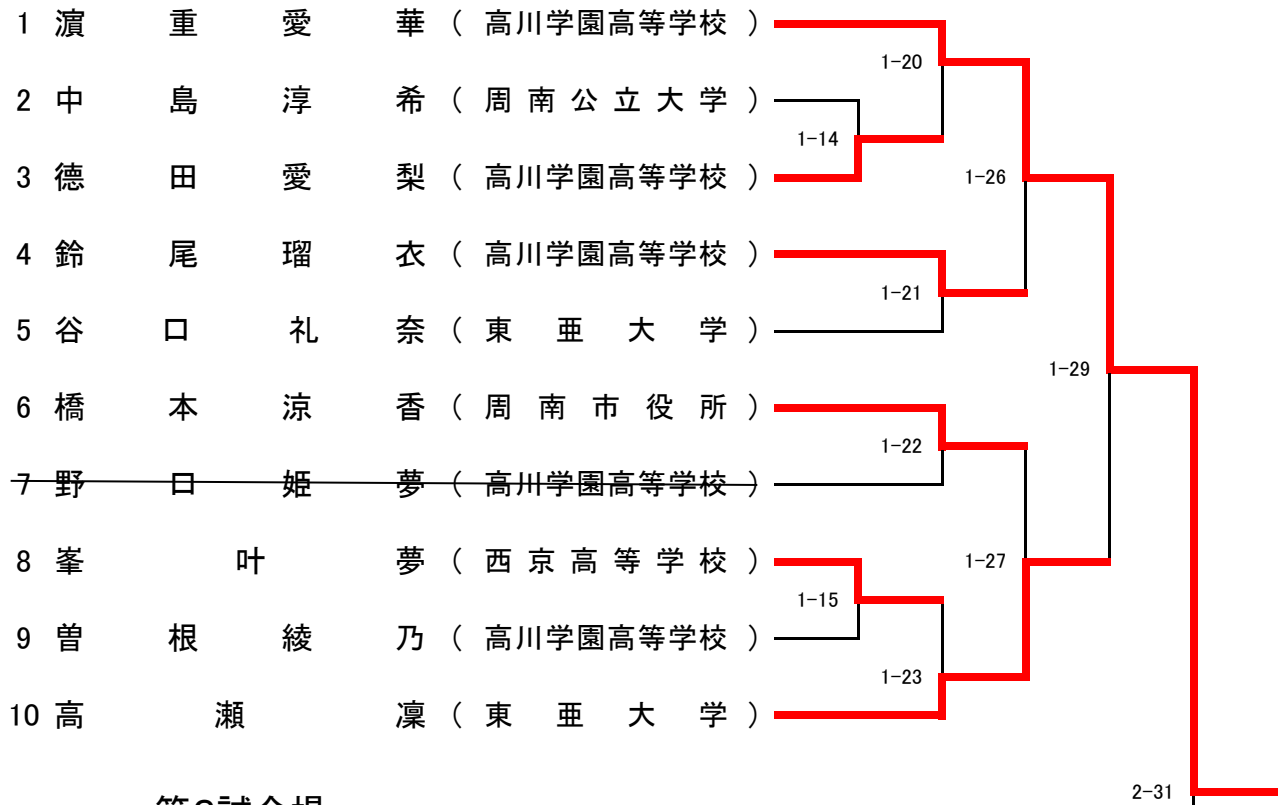 1 濵重愛華 (高川学園高等学校)
1-20
2 中島淳希 (周南公立大学)
1-14
3 德田愛梨 (高川学園高等学校)
1-26
4 鈴尾瑠衣 (高川学園高等学校)
1-21
5 谷口礼奈 (東亜大学)
1-29
6 橋本涼香 (周南市役所)
1-22
7 野口姫夢 (高川学園高等学校)
8 峯叶夢 (西京高等学校)
1-27
1-15
9 曽根綾乃 (高川学園高等学校)
1-23
10 高瀬凜 (東亜大学)
2-31